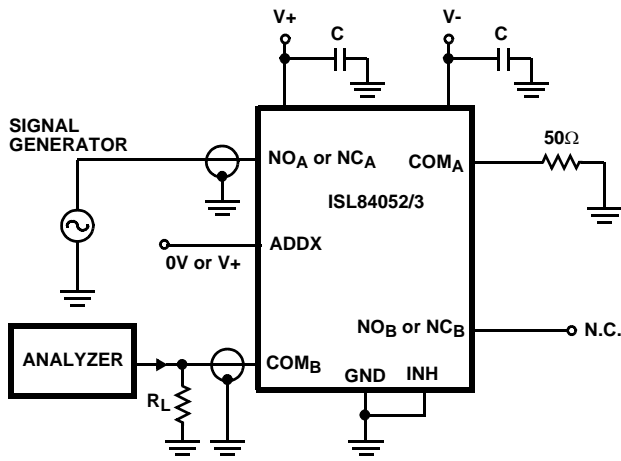 V+
C
V-
C
SIGNAL
GENERATOR
NOA or NCA
COMA
50Ω
ISL84052/3
ADDX
0V or V+
NOB or NCB
N.C.
ANALYZER
COMB
GND
INH
RL